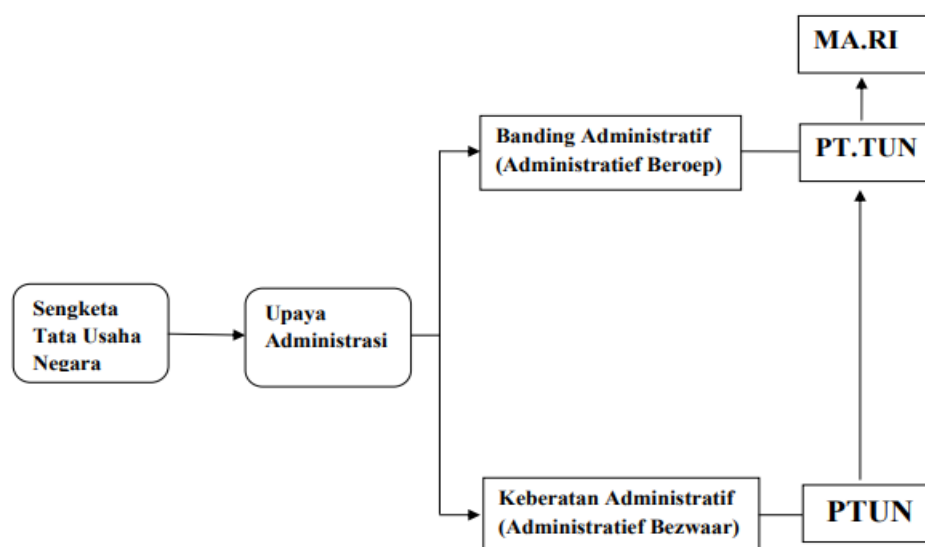 MA.RI
Banding Administratif
(Administratief Beroep)
PT.TUN
Sengketa
Tata Usaha
Negara
Upaya
Administrasi
Keberatan Administratif
(Administratief Bezwaar)
PTUN